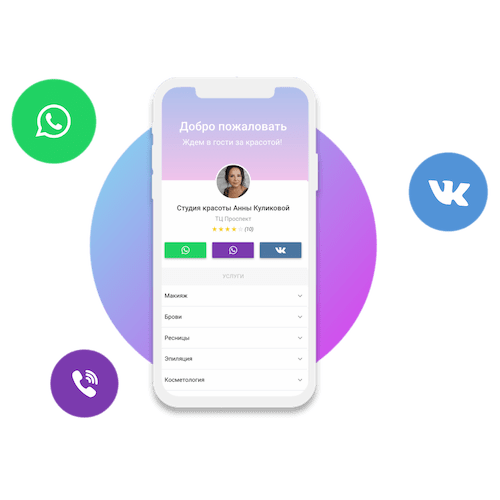 Добро пожаловать
Ждем в гости за красотой!
Студия красоты Анны Куликовой
ТЦ Проспект
(10)
УСЛУГИ
Макияж
Брови
Ресницы
Эпиляция
Косметология